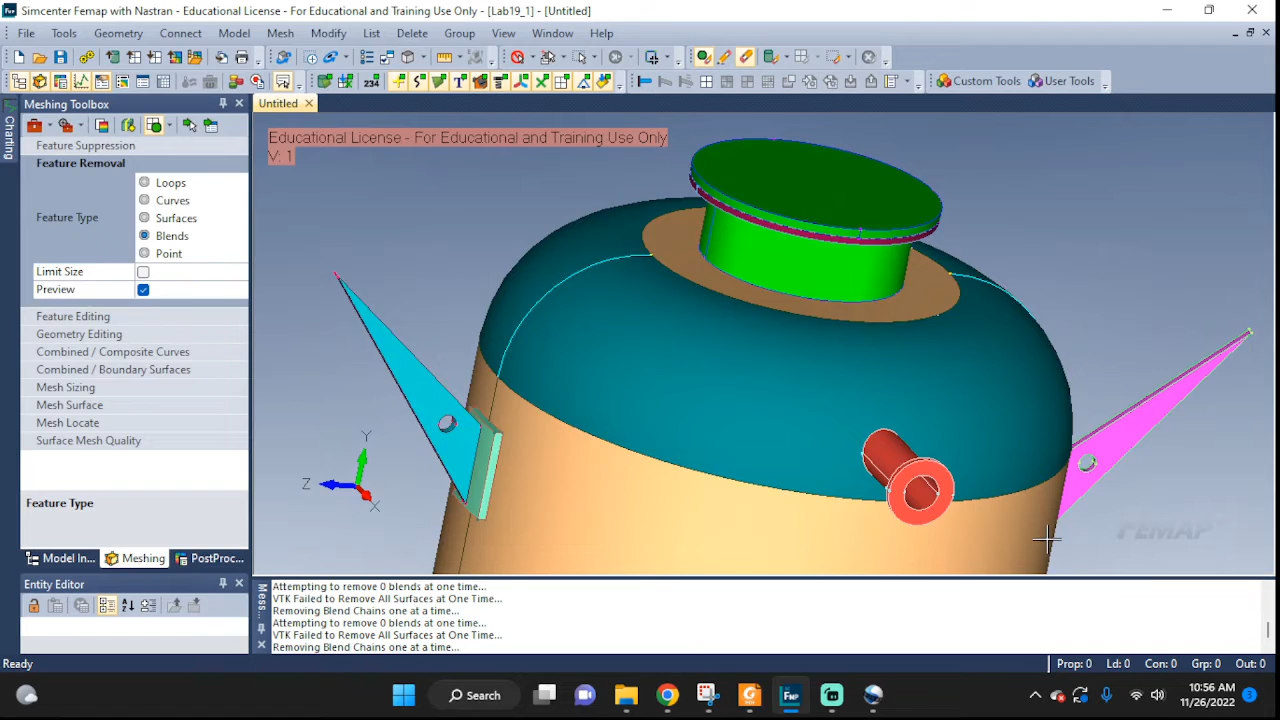 Simcenter Femap with Nastran - Educational License - For Educational and Training Use Only - [Lab19_1] - [Untitled]
File Tools Geometry Connect Model Mesh Modify List Delete Group View Window Help
234 Custom Tools User Tools
Charting
Meshing Toolbox
Untitled
Feature Suppression
Feature Removal
Feature Type
Loops
Curves
Surfaces
Blends
Point
Limit Size
Preview
Feature Editing
Geometry Editing
Combined / Composite Curves
Combined / Boundary Surfaces
Mesh Sizing
Mesh Surface
Mesh Locate
Surface Mesh Quality
Feature Type
Model In... Meshing PostProc...
Entity Editor
Educational License - For Educational and Training Use Only
V: 1
Y
Z
X
FEMAP
Mess...
Attempting to remove 0 blends at one time...
VTK Failed to Remove All Surfaces at One Time...
Removing Blend Chains one at a time...
Attempting to remove 0 blends at one time...
VTK Failed to Remove All Surfaces at One Time...
Removing Blend Chains one at a time...
Ready
Prop: 0 Ld: 0 Con: 0 Grp: 0 Out: 0
Search
10:56 AM
11/26/2022
3